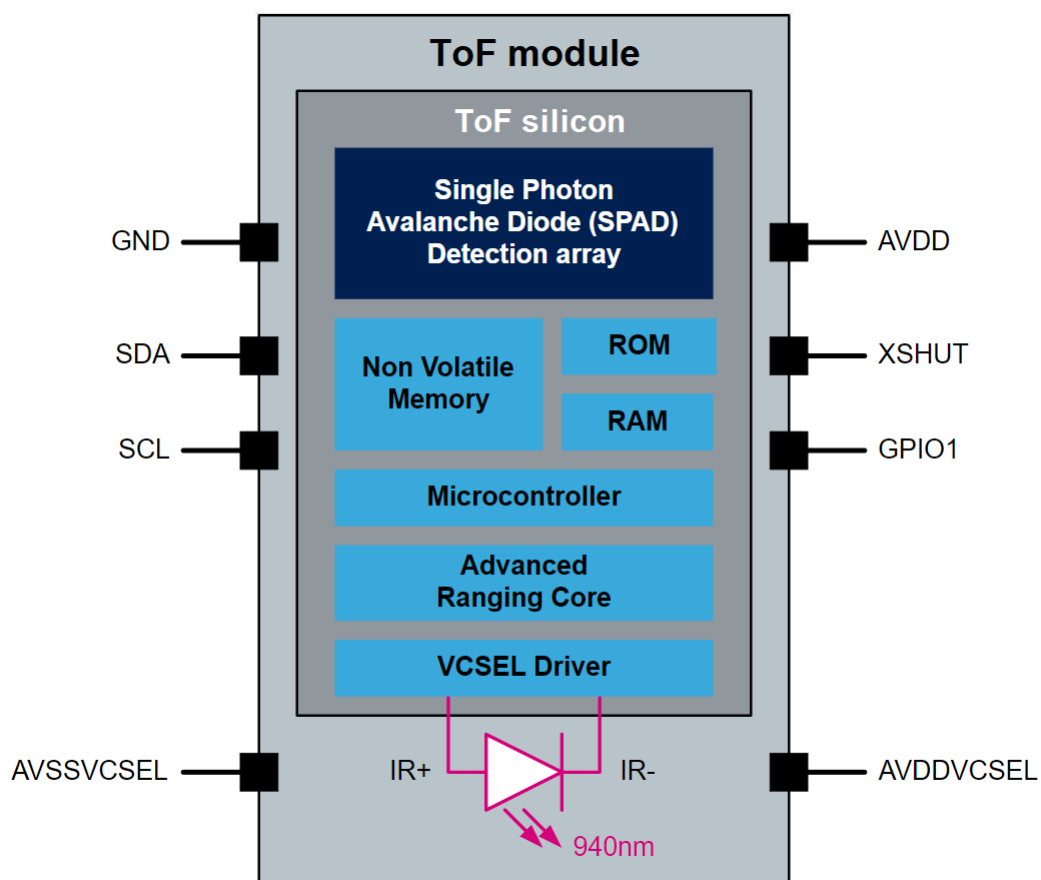 ToF module
ToF silicon
Single Photon
Avalanche Diode (SPAD)
Detection array
GND
AVDD
SDA
XSHUT
Non Volatile
Memory
ROM
RAM
SCL
GPIO1
Microcontroller
Advanced
Ranging Core
VCSEL Driver
AVSSVCSEL
IR+
IR-
AVDDVCSEL
940nm